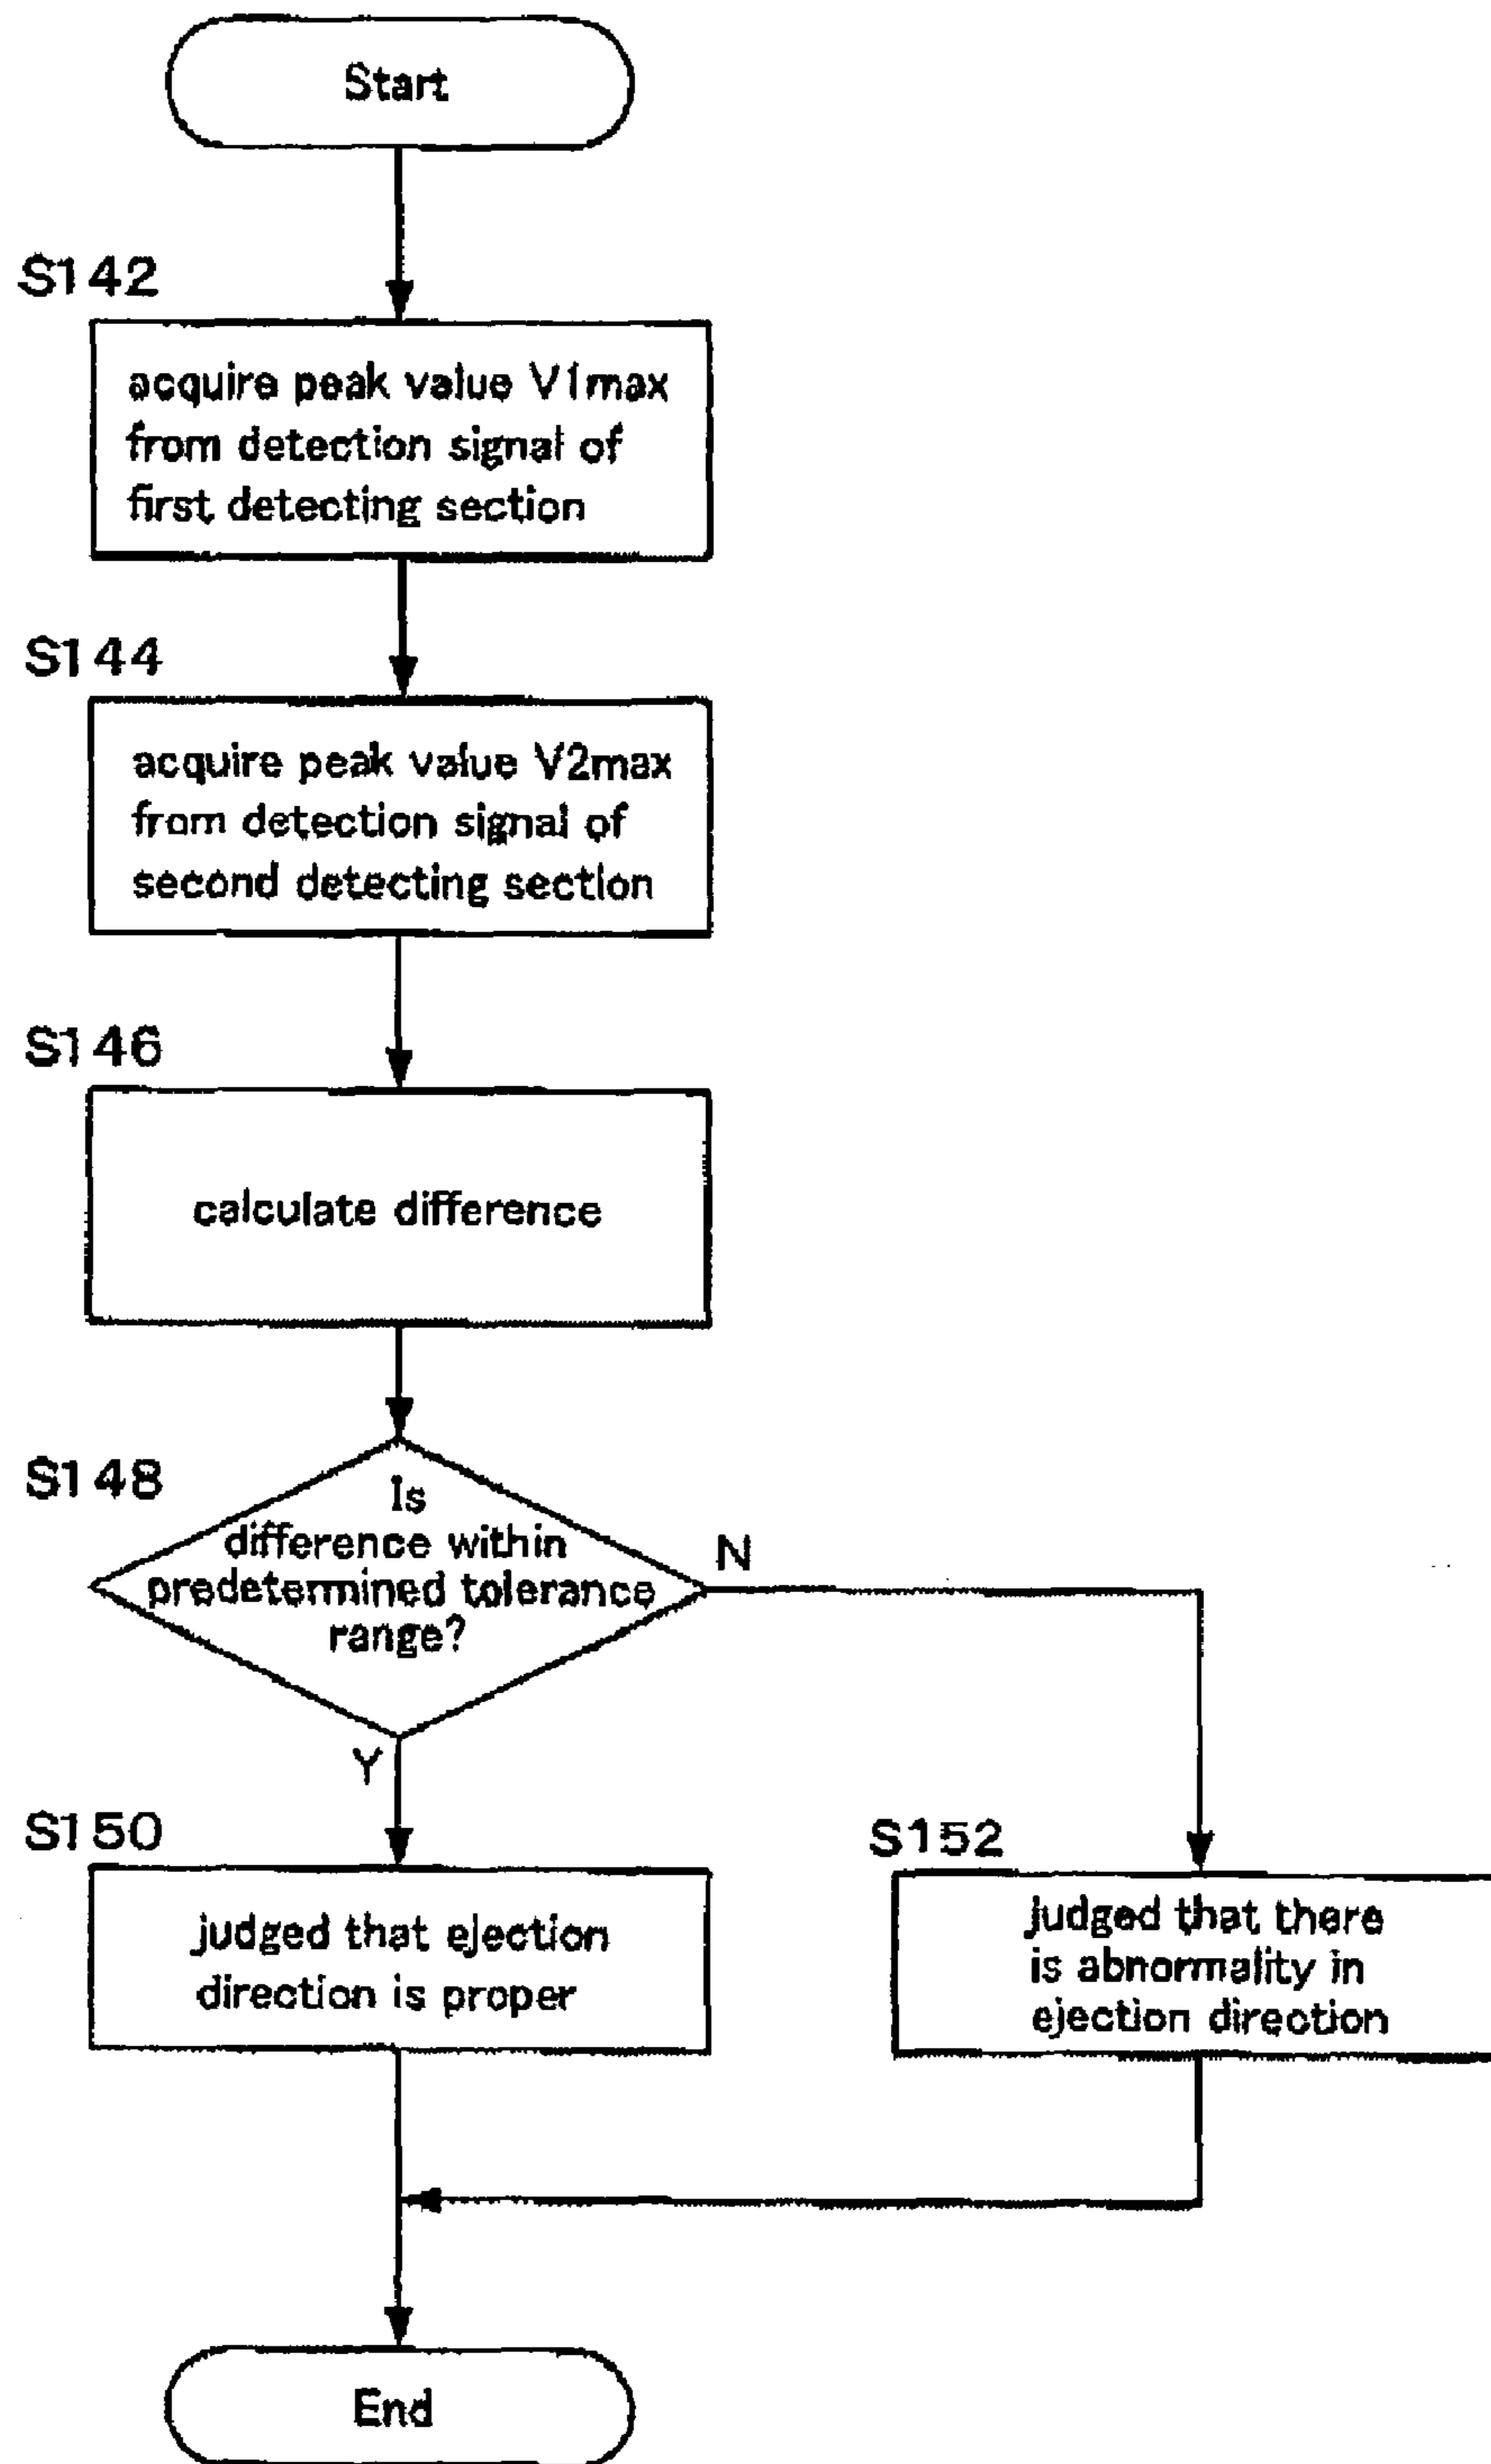 Start
S142
acquire peak value V1max
from detection signal of
first detecting section
S144
acquire peak value V2max
from detection signal of
second detecting section
S146
calculate difference
S148
Is
difference within
predetermined tolerance
range?
N
Y
S150
judged that ejection
direction is proper
S152
judged that there
is abnormality in
ejection direction
End